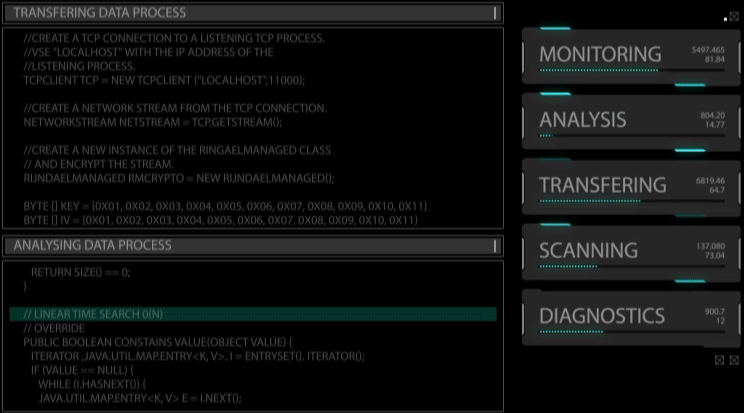 TRANSFERING DATA PROCESS
//CREATE A TCP CONNECTION TO A LISTENING TCP PROCESS.
//VSE "LOCALHOST" WITH THE IP ADDRESS OF THE
//LISTENING PROCESS.
TCPCLIENT TCP = NEW TCPCLIENT ("LOCALHOST",11000);
//CREATE A NETWORK STREAM FROM THE TCP CONNECTION.
NETWORKSTREAM NETSTREAM = TCP.GETSTREAM();
//CREATE A NEW INSTANCE OF THE RINGAELMANAGED CLASS
// AND ENCRYPT THE STREAM.
RIJNDAELMANAGED RMCRYPTO = NEW RIJNDAELMANAGED();
BYTE [] KEY = {0X01, 0X02, 0X03, 0X04, 0X05, 0X06, 0X07, 0X08, 0X09, 0X10, 0X11}
BYTE [] IV = {0X01, 0X02, 0X03, 0X04, 0X05, 0X06, 0X07, 0X08, 0X09, 0X10, 0X11}
ANALYSING DATA PROCESS
RETURN SIZE() == 0;
}
// LINEAR TIME SEARCH 0(N)
// OVERRIDE
PUBLIC BOOLEAN CONSTAINS VALUE(OBJECT VALUE) {
ITERATOR ,JAVA.UTIL.MAP.ENTRY<K, V>. I = ENTRYSET(). ITERATOR();
IF (VALUE == NULL) {
WHILE (I.HASNEXT()) {
JAVA.UTIL.MAP.ENTRY<K, V> E = I.NEXT();
MONITORING
5497.465
81.84
ANALYSIS
804.20
14.77
TRANSFERING
6819.46
64.7
SCANNING
137.080
73.04
DIAGNOSTICS
900.7
12